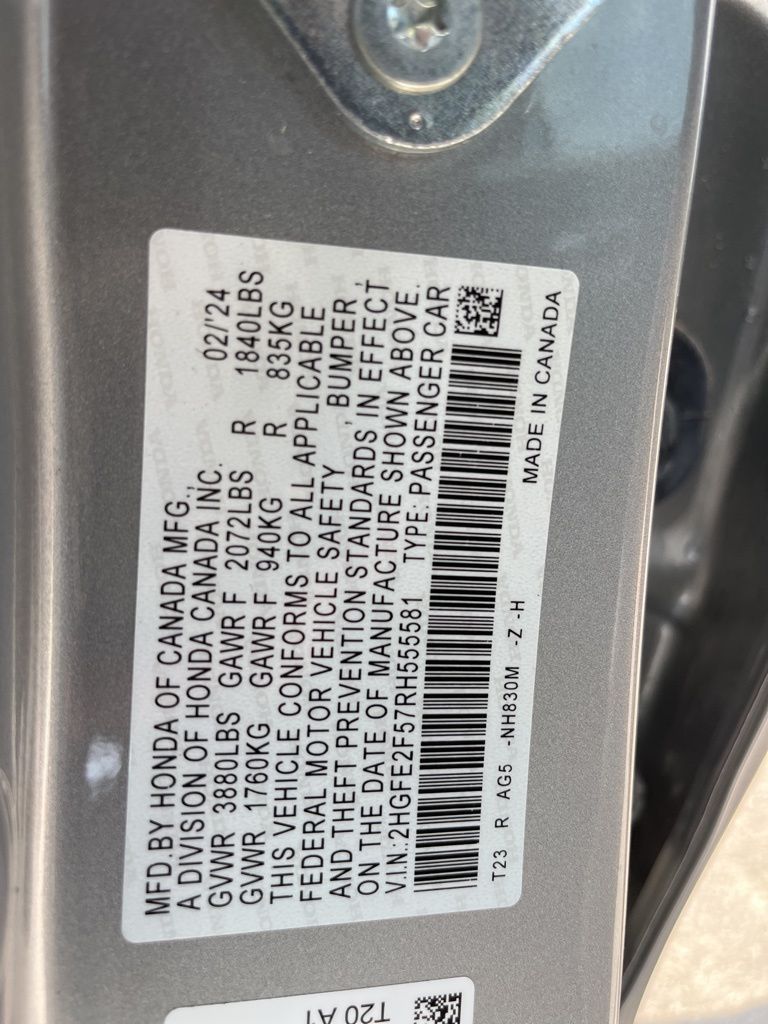 MFD.BY HONDA OF CANADA MFG.,
A DIVISION OF HONDA CANADA INC. 02/'24
GVWR 3880LBS GAWR F 2072LBS R 1840LBS
GVWR 1760KG GAWR F 940KG R 835KG
THIS VEHICLE CONFORMS TO ALL APPLICABLE
FEDERAL MOTOR VEHICLE SAFETY, BUMPER,
AND THEFT PREVENTION STANDARDS IN EFFECT
ON THE DATE OF MANUFACTURE SHOWN ABOVE.
V.I.N.:2HGFE2F57RH555581 TYPE: PASSENGER CAR
T23 R AG5 -NH830M -Z -H MADE IN CANADA
T20 A1